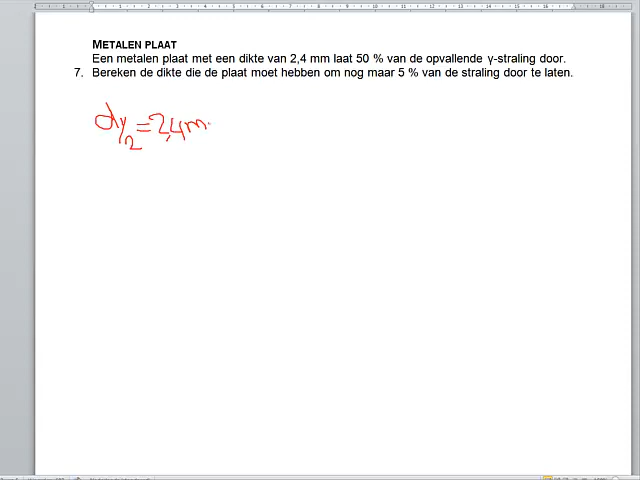 METALEN PLAAT
Een metalen plaat met een dikte van 2,4 mm laat 50 % van de opvallende γ-straling door.
7. Bereken de dikte die de plaat moet hebben om nog maar 5 % van de straling door te laten.
d½ = 2,4 m